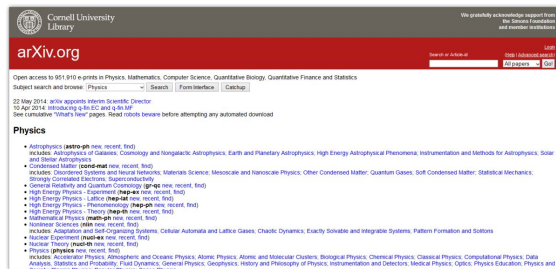 Cornell University
Library
We gratefully acknowledge support from
the Simons Foundation
and member institutions
arXiv.org
Login
Search or Article-id
(Help | Advanced search)
All papers
Go!
Open access to 951,910 e-prints in Physics, Mathematics, Computer Science, Quantitative Biology, Quantitative Finance and Statistics
Subject search and browse: Physics Search Form Interface Catchup
22 May 2014: arXiv appoints Interim Scientific Director
10 Apr 2014: Introducing q-fin.EC and q-fin.MF
See cumulative "What's New" pages. Read robots beware before attempting any automated download
Physics
Astrophysics (astro-ph new, recent, find)
includes: Astrophysics of Galaxies; Cosmology and Nongalactic Astrophysics; Earth and Planetary Astrophysics; High Energy Astrophysical Phenomena; Instrumentation and Methods for Astrophysics; Solar
and Stellar Astrophysics
Condensed Matter (cond-mat new, recent, find)
includes: Disordered Systems and Neural Networks; Materials Science; Mesoscale and Nanoscale Physics; Other Condensed Matter; Quantum Gases; Soft Condensed Matter; Statistical Mechanics;
Strongly Correlated Electrons; Superconductivity
General Relativity and Quantum Cosmology (gr-qc new, recent, find)
High Energy Physics - Experiment (hep-ex new, recent, find)
High Energy Physics - Lattice (hep-lat new, recent, find)
High Energy Physics - Phenomenology (hep-ph new, recent, find)
High Energy Physics - Theory (hep-th new, recent, find)
Mathematical Physics (math-ph new, recent, find)
Nonlinear Sciences (nlin new, recent, find)
includes: Adaptation and Self-Organizing Systems; Cellular Automata and Lattice Gases; Chaotic Dynamics; Exactly Solvable and Integrable Systems; Pattern Formation and Solitons
Nuclear Experiment (nucl-ex new, recent, find)
Nuclear Theory (nucl-th new, recent, find)
Physics (physics new, recent, find)
includes: Accelerator Physics; Atmospheric and Oceanic Physics; Atomic Physics; Atomic and Molecular Clusters; Biological Physics; Chemical Physics; Classical Physics; Computational Physics; Data
Analysis, Statistics and Probability; Fluid Dynamics; General Physics; Geophysics; History and Philosophy of Physics; Instrumentation and Detectors; Medical Physics; Optics; Physics Education; Physics and